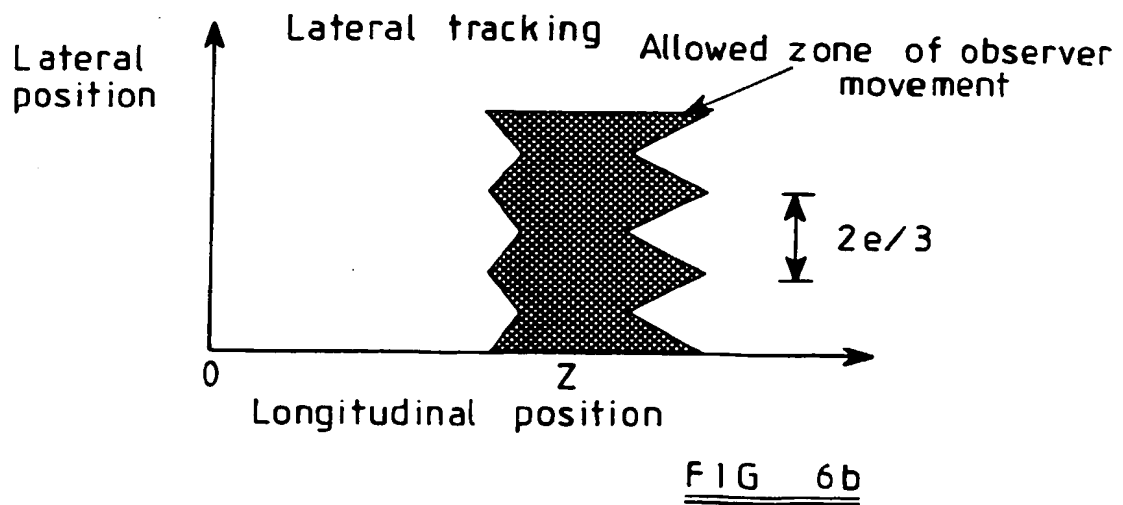 Lateral tracking
Lateral
position
Allowed zone of observer
movement
2e/3
0
Z
Longitudinal position
FIG 6b